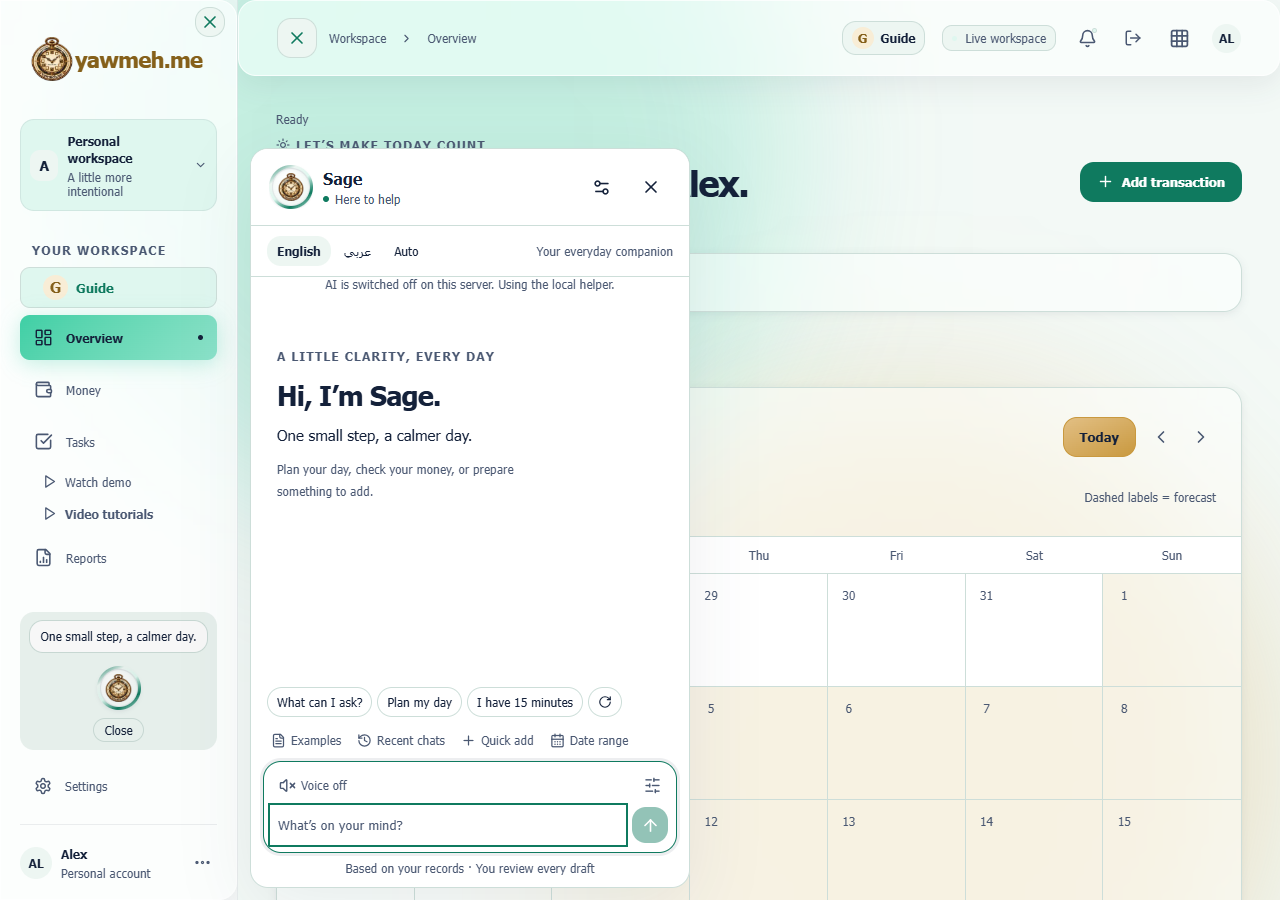 yawmeh.me
A
Personal workspace
A little more intentional
YOUR WORKSPACE
G Guide
Overview
Money
Tasks
Watch demo
Video tutorials
Reports
One small step, a calmer day.
Close
Settings
AL
Alex
Personal account
Workspace > Overview
G Guide
Live workspace
AL
Ready
LET'S MAKE TODAY COUNT
lex.
+ Add transaction
Sage
Here to help
English
عربي
Auto
Your everyday companion
AI is switched off on this server. Using the local helper.
A LITTLE CLARITY, EVERY DAY
Hi, I’m Sage.
One small step, a calmer day.
Plan your day, check your money, or prepare
something to add.
What can I ask?
Plan my day
I have 15 minutes
Examples
Recent chats
Quick add
Date range
Voice off
What’s on your mind?
Based on your records · You review every draft
Today
Dashed labels = forecast
Thu Fri Sat Sun
29 30 31 1
5 6 7 8
12 13 14 15